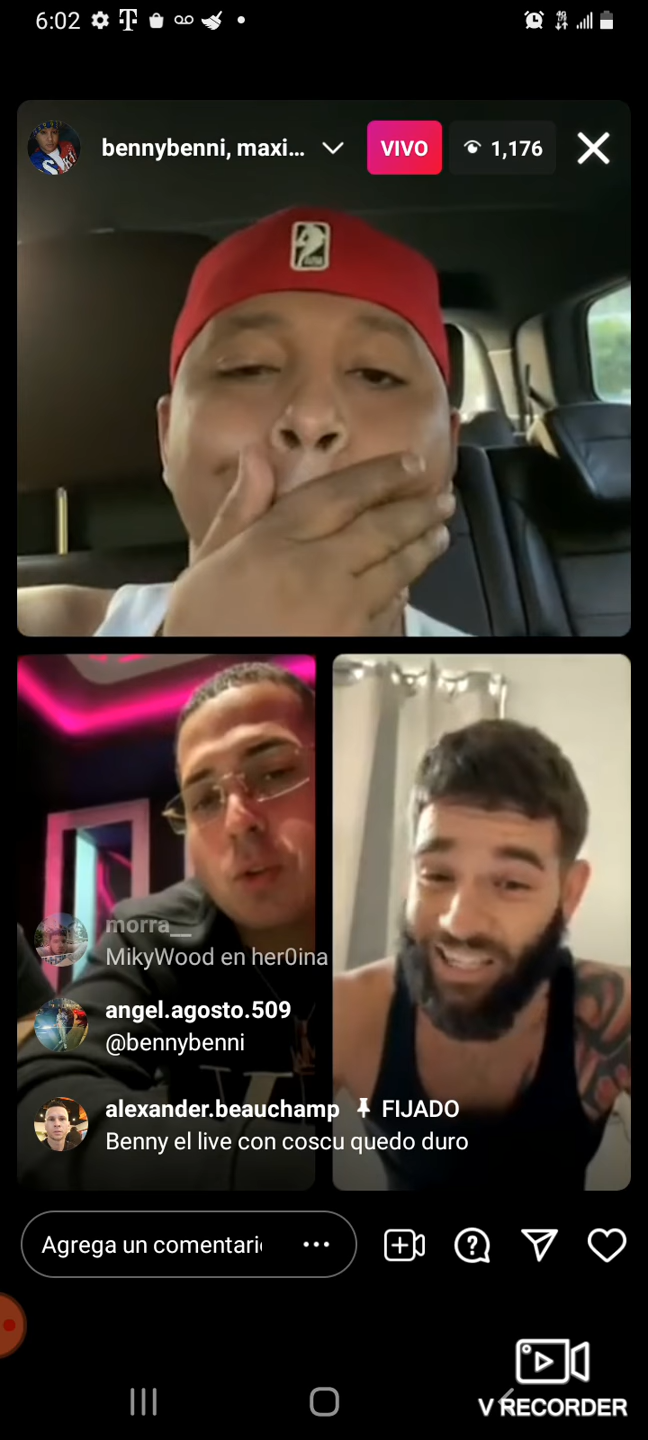 6:02
bennybenni, maxi...
VIVO
1,176
morra__
MikyWood en her0ina
angel.agosto.509
@bennybenni
alexander.beauchamp FIJADO
Benny el live con coscu quedo duro
Agrega un comentari
V RECORDER